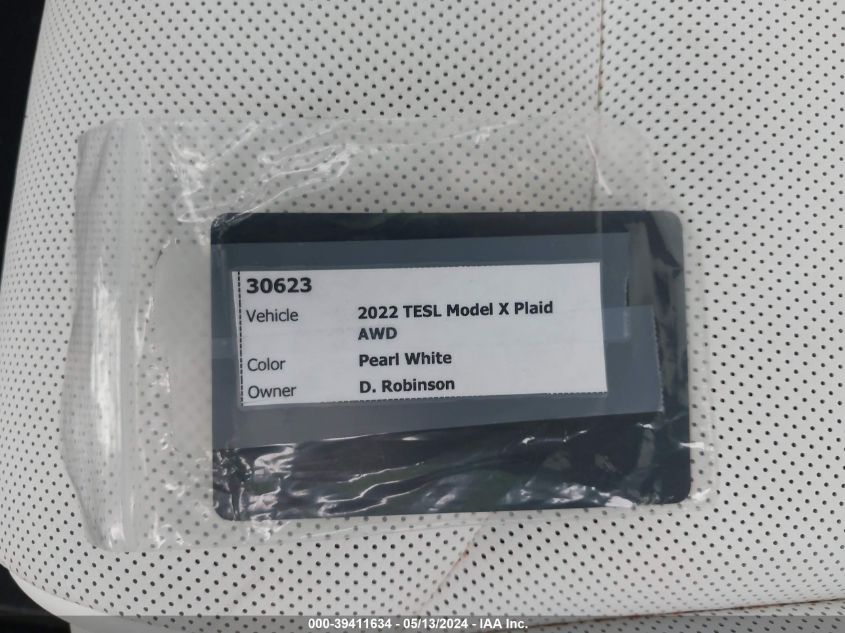 30623
Vehicle 2022 TESL Model X Plaid
AWD
Color Pearl White
Owner D. Robinson
000-39411634 - 05/13/2024 - IAA Inc.